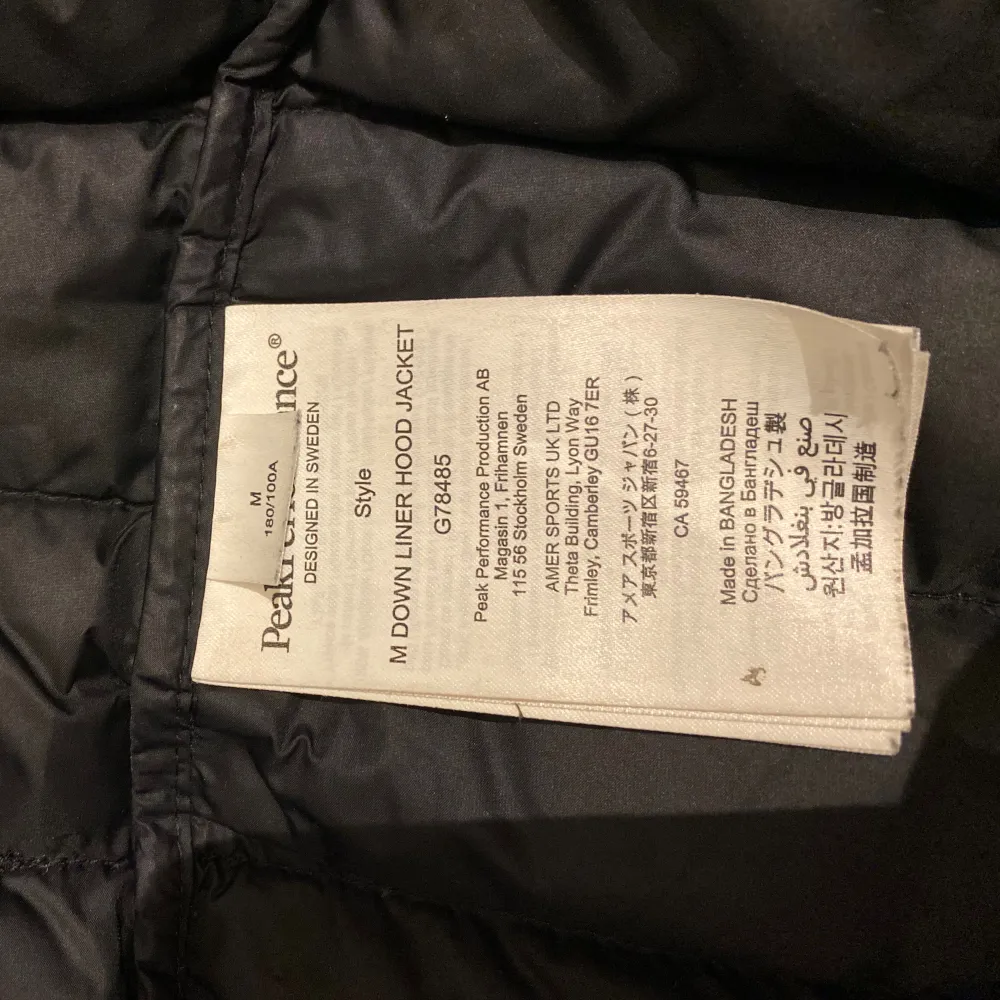 M
180/100A
DESIGNED IN SWEDEN
Style
M DOWN LINER HOOD JACKET
G78485
Peak Performance Production AB
Magasin 1, Frihamnen
115 56 Stockholm Sweden
AMER SPORTS UK LTD
Theta Building, Lyon Way
Frimley, Camberley GU16 7ER
アメア スポーツ ジャパン ( 株 )
東京都新宿区新宿6-27-30
CA 59467
Made in BANGLADESH
Сделано в Бангладеш
バングラデシュ製
صنع في بنغلادش
원산지:방글라데시
孟加拉国制造